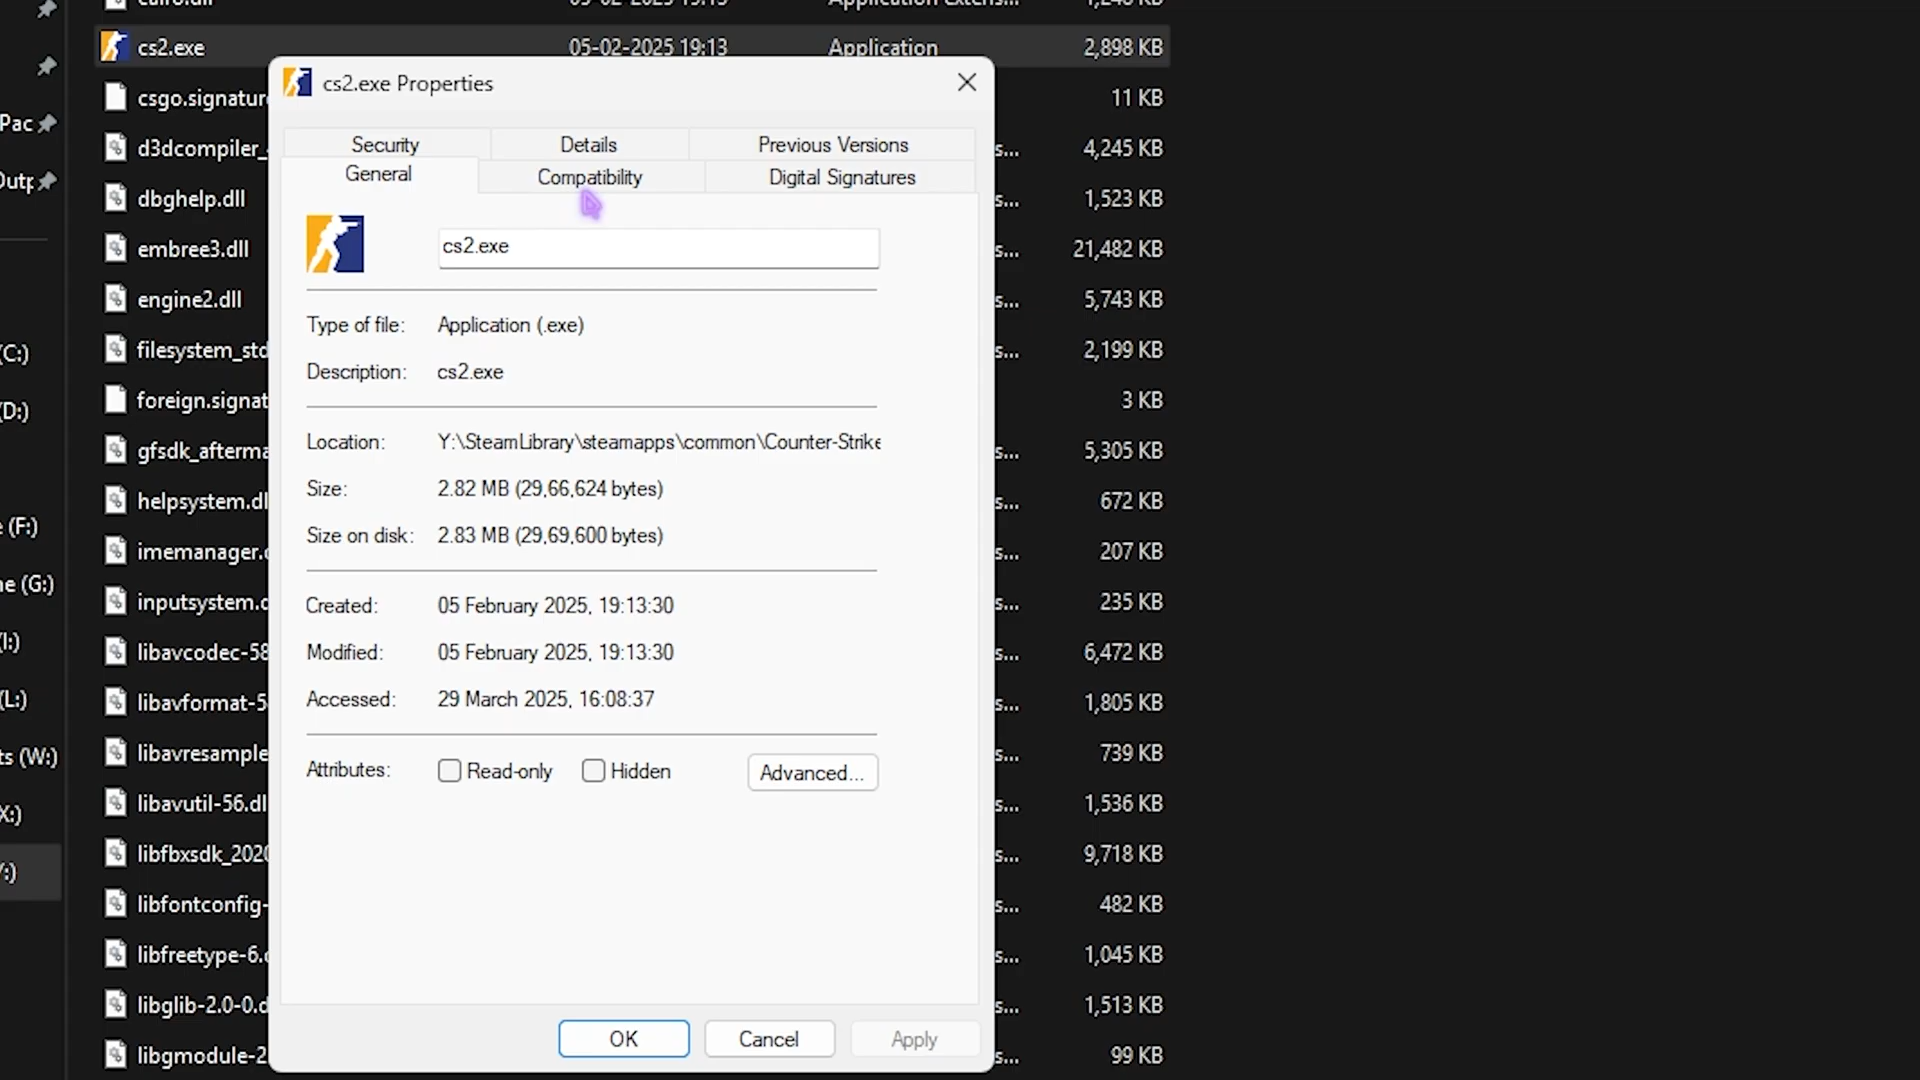 05-02-2025 19:13
cs2.exe 05-02-2025 19:13 Application 2,898 KB
cs2.exe Properties
Security Details Previous Versions
General Compatibility Digital Signatures
cs2.exe
Type of file: Application (.exe)
Description: cs2.exe
Location: Y:\SteamLibrary\steamapps\common\Counter-Strike
Size: 2.82 MB (29,66,624 bytes)
Size on disk: 2.83 MB (29,69,600 bytes)
Created: 05 February 2025, 19:13:30
Modified: 05 February 2025, 19:13:30
Accessed: 29 March 2025, 16:08:37
Attributes: Read-only Hidden Advanced...
OK Cancel Apply
csgo.signature 11 KB
d3dcompiler_ s... 4,245 KB
dbghelp.dll s... 1,523 KB
embree3.dll s... 21,482 KB
engine2.dll s... 5,743 KB
filesystem_std s... 2,199 KB
foreign.signat 3 KB
gfsdk_afterma s... 5,305 KB
helpsystem.dl s... 672 KB
imemanager. s... 207 KB
inputsystem. s... 235 KB
libavcodec-58 s... 6,472 KB
libavformat-5 s... 1,805 KB
libavresample s... 739 KB
libavutil-56.dl s... 1,536 KB
libfbxsdk_2020 s... 9,718 KB
libfontconfig- s... 482 KB
libfreetype-6. s... 1,045 KB
libglib-2.0-0.d s... 1,513 KB
libgmodule-2 s... 99 KB
Pac
Outp
(C:)
(D:)
e (F:)
ne (G:)
(I:)
(L:)
ts (W:)
X:)